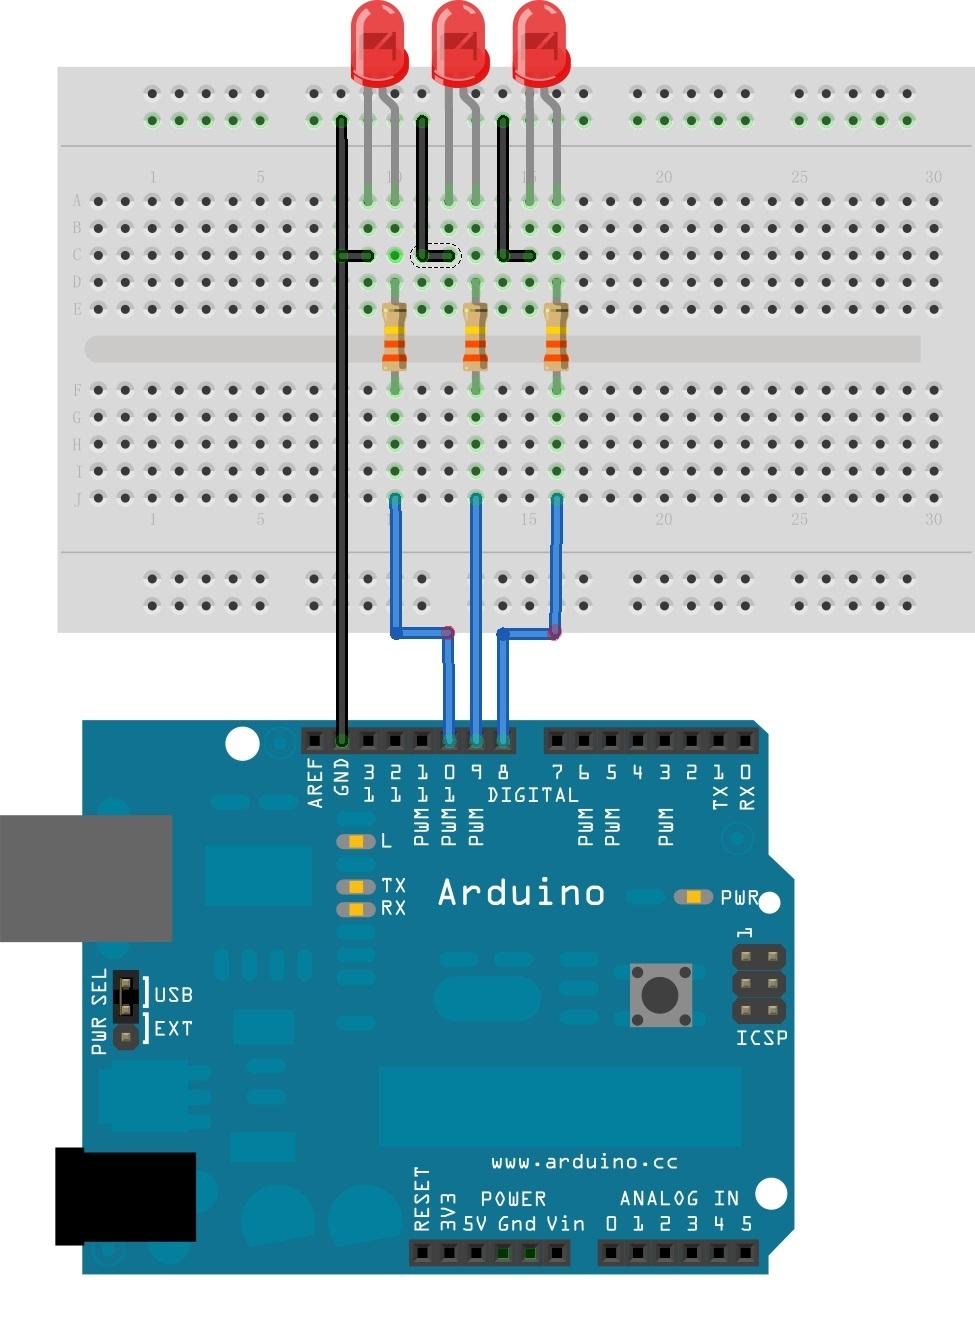 1 5 10 15 20 25 30
A
B
C
D
E
F
G
H
I
J
1 5 15 20 25 30
AREF
GND
13
12
PWM 11
PWM 10
PWM 9
8
7
PWM 6
PWM 5
4
PWM 3
2
TX 1
RX 0
DIGITAL
L
TX
RX
Arduino
PWR
1
ICSP
PWR SEL
USB
EXT
www.arduino.cc
POWER
ANALOG IN
RESET
3V3
5V Gnd Vin
0 1 2 3 4 5